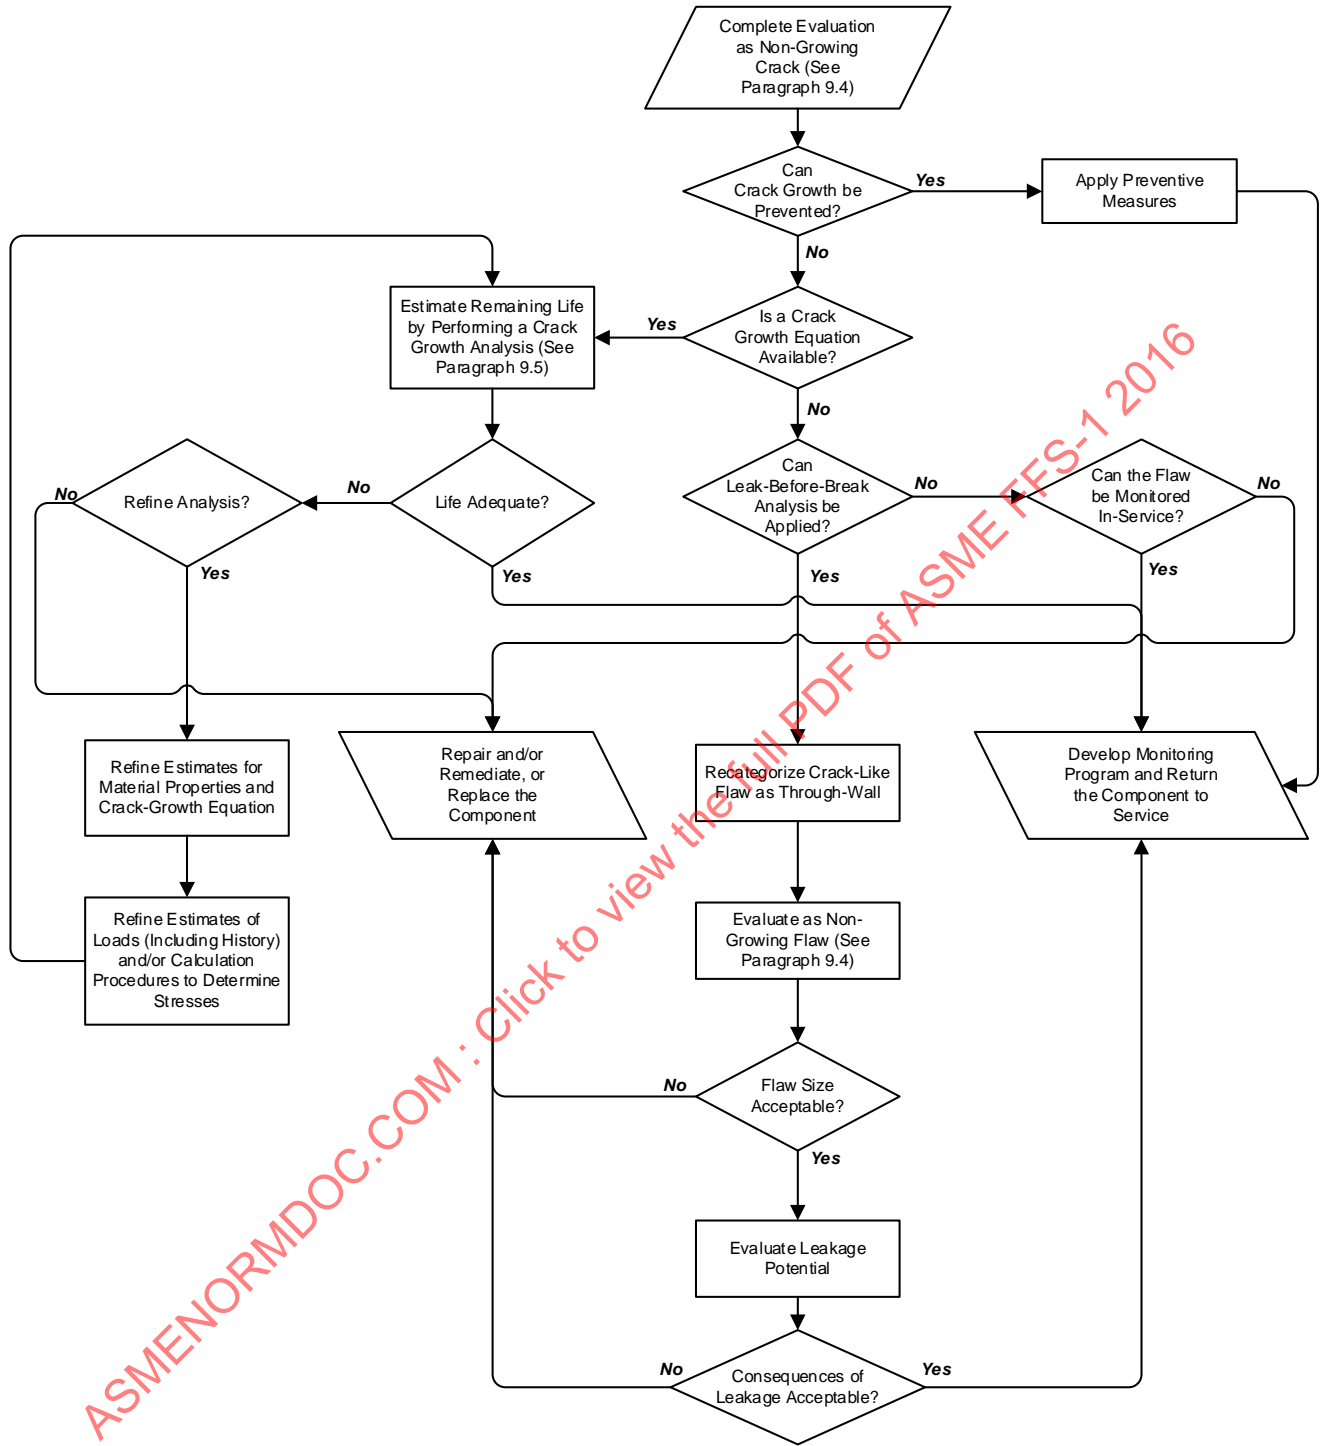 Complete Evaluation
as Non-Growing
Crack (See
Paragraph 9.4)
Can
Crack Growth be
Prevented?
Yes
Apply Preventive
Measures
No
Estimate Remaining Life
by Performing a Crack
Growth Analysis (See
Paragraph 9.5)
Yes
Is a Crack
Growth Equation
Available?
No
No
Refine Analysis?
No
Life Adequate?
Can
Leak-Before-Break
Analysis be
Applied?
No
Can the Flaw
be Monitored
In-Service?
No
Yes
Yes
Yes
Yes
Refine Estimates for
Material Properties and
Crack-Growth Equation
Repair and/or
Remediate, or
Replace the
Component
Recategorize Crack-Like
Flaw as Through-Wall
Develop Monitoring
Program and Return
the Component to
Service
Refine Estimates of
Loads (Including History)
and/or Calculation
Procedures to Determine
Stresses
Evaluate as Non-
Growing Flaw (See
Paragraph 9.4)
No
Flaw Size
Acceptable?
Yes
Evaluate Leakage
Potential
No
Consequences of
Leakage Acceptable?
Yes
ASMENORMDOC.COM : Click to view the full PDF of ASME FFS-1 2016